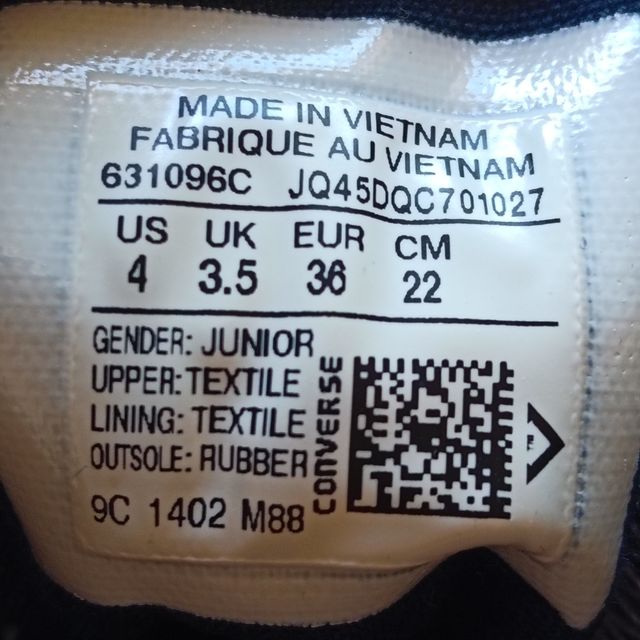 MADE IN VIETNAM
FABRIQUE AU VIETNAM
631096C JQ45DQC701027
US UK EUR CM
4 3.5 36 22
GENDER: JUNIOR
UPPER: TEXTILE
LINING: TEXTILE
OUTSOLE: RUBBER
CONVERSE
9C 1402 M88